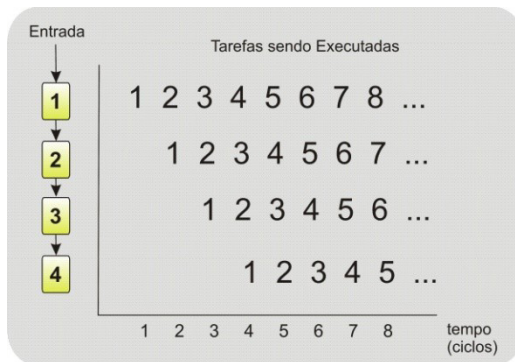 Entrada
Tarefas sendo Executadas
1 1 2 3 4 5 6 7 8 ...
2 1 2 3 4 5 6 7 ...
3 1 2 3 4 5 6 ...
4 1 2 3 4 5 ...
1 2 3 4 5 6 7 8 tempo
(ciclos)